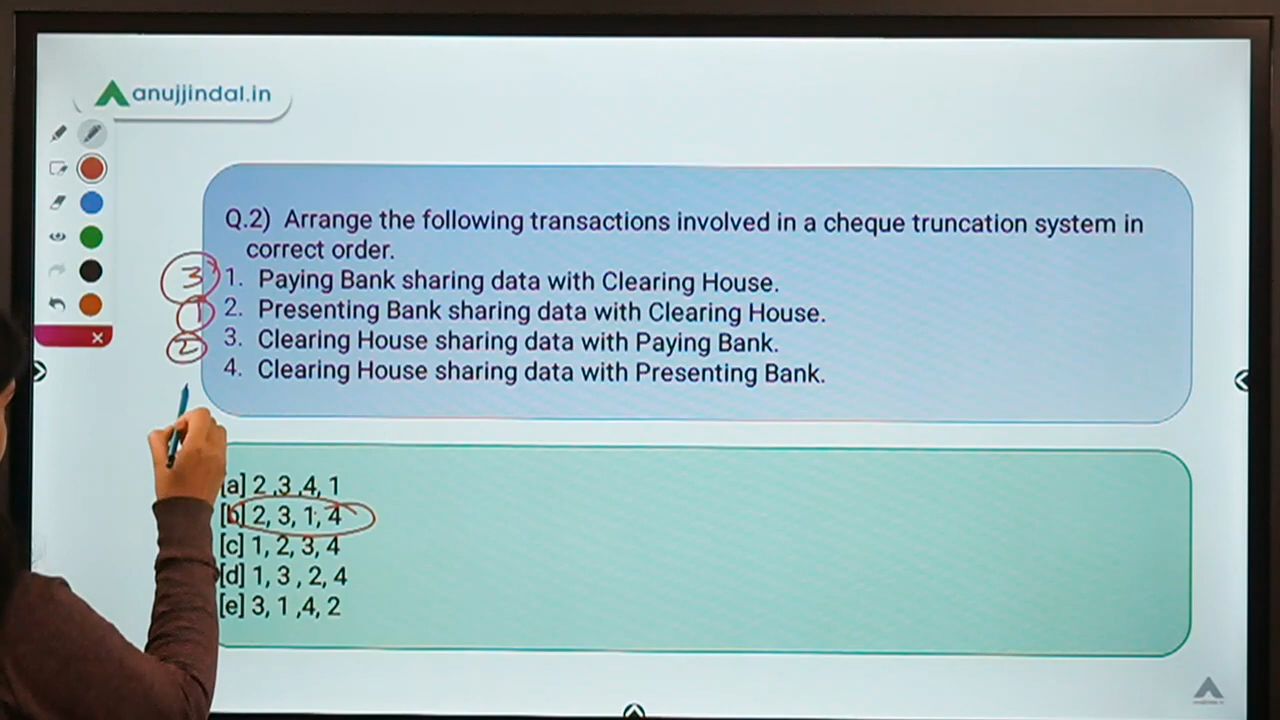 anujjindal.in
Q.2) Arrange the following transactions involved in a cheque truncation system in
correct order.
3 1. Paying Bank sharing data with Clearing House.
1 2. Presenting Bank sharing data with Clearing House.
2 3. Clearing House sharing data with Paying Bank.
4. Clearing House sharing data with Presenting Bank.
[a] 2 ,3 ,4, 1
[b] 2, 3, 1, 4
[c] 1, 2, 3, 4
[d] 1, 3 , 2, 4
[e] 3, 1 ,4, 2